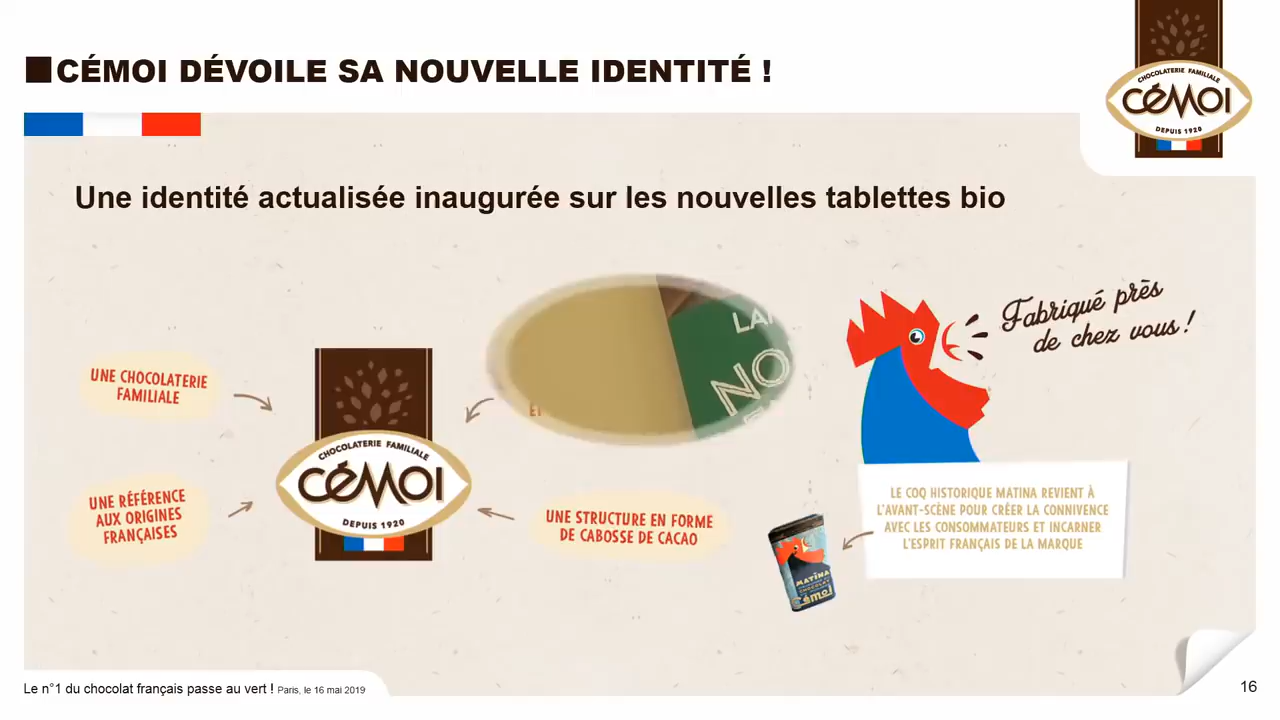 CÉMOI DÉVOILE SA NOUVELLE IDENTITÉ !
CHOCOLATERIE FAMILIALE
CéMOI
DEPUIS 1920
Une identité actualisée inaugurée sur les nouvelles tablettes bio
UNE CHOCOLATERIE
FAMILIALE
UNE RÉFÉRENCE
AUX ORIGINES
FRANÇAISES
CHOCOLATERIE FAMILIALE
CéMOI
DEPUIS 1920
UNE STRUCTURE EN FORME
DE CABOSSE DE CACAO
Fabriqué près
de chez vous !
LE COQ HISTORIQUE MATINA REVIENT À
L'AVANT-SCÈNE POUR CRÉER LA CONNIVENCE
AVEC LES CONSOMMATEURS ET INCARNER
L'ESPRIT FRANÇAIS DE LA MARQUE
MATINA
Cémoi
Le n°1 du chocolat français passe au vert ! Paris, le 16 mai 2019
16